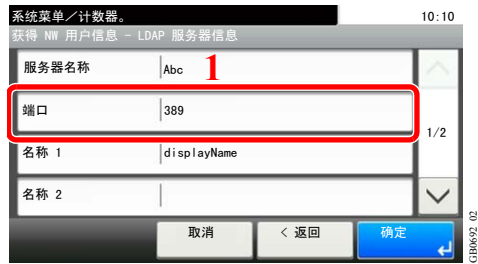 系统菜单／计数器。 10:10
获得 NW 用户信息 - LDAP 服务器信息
服务器名称 Abc 1
端口 389
1/2
名称 1 displayName
名称 2
取消 < 返回 确定
GB0692_02